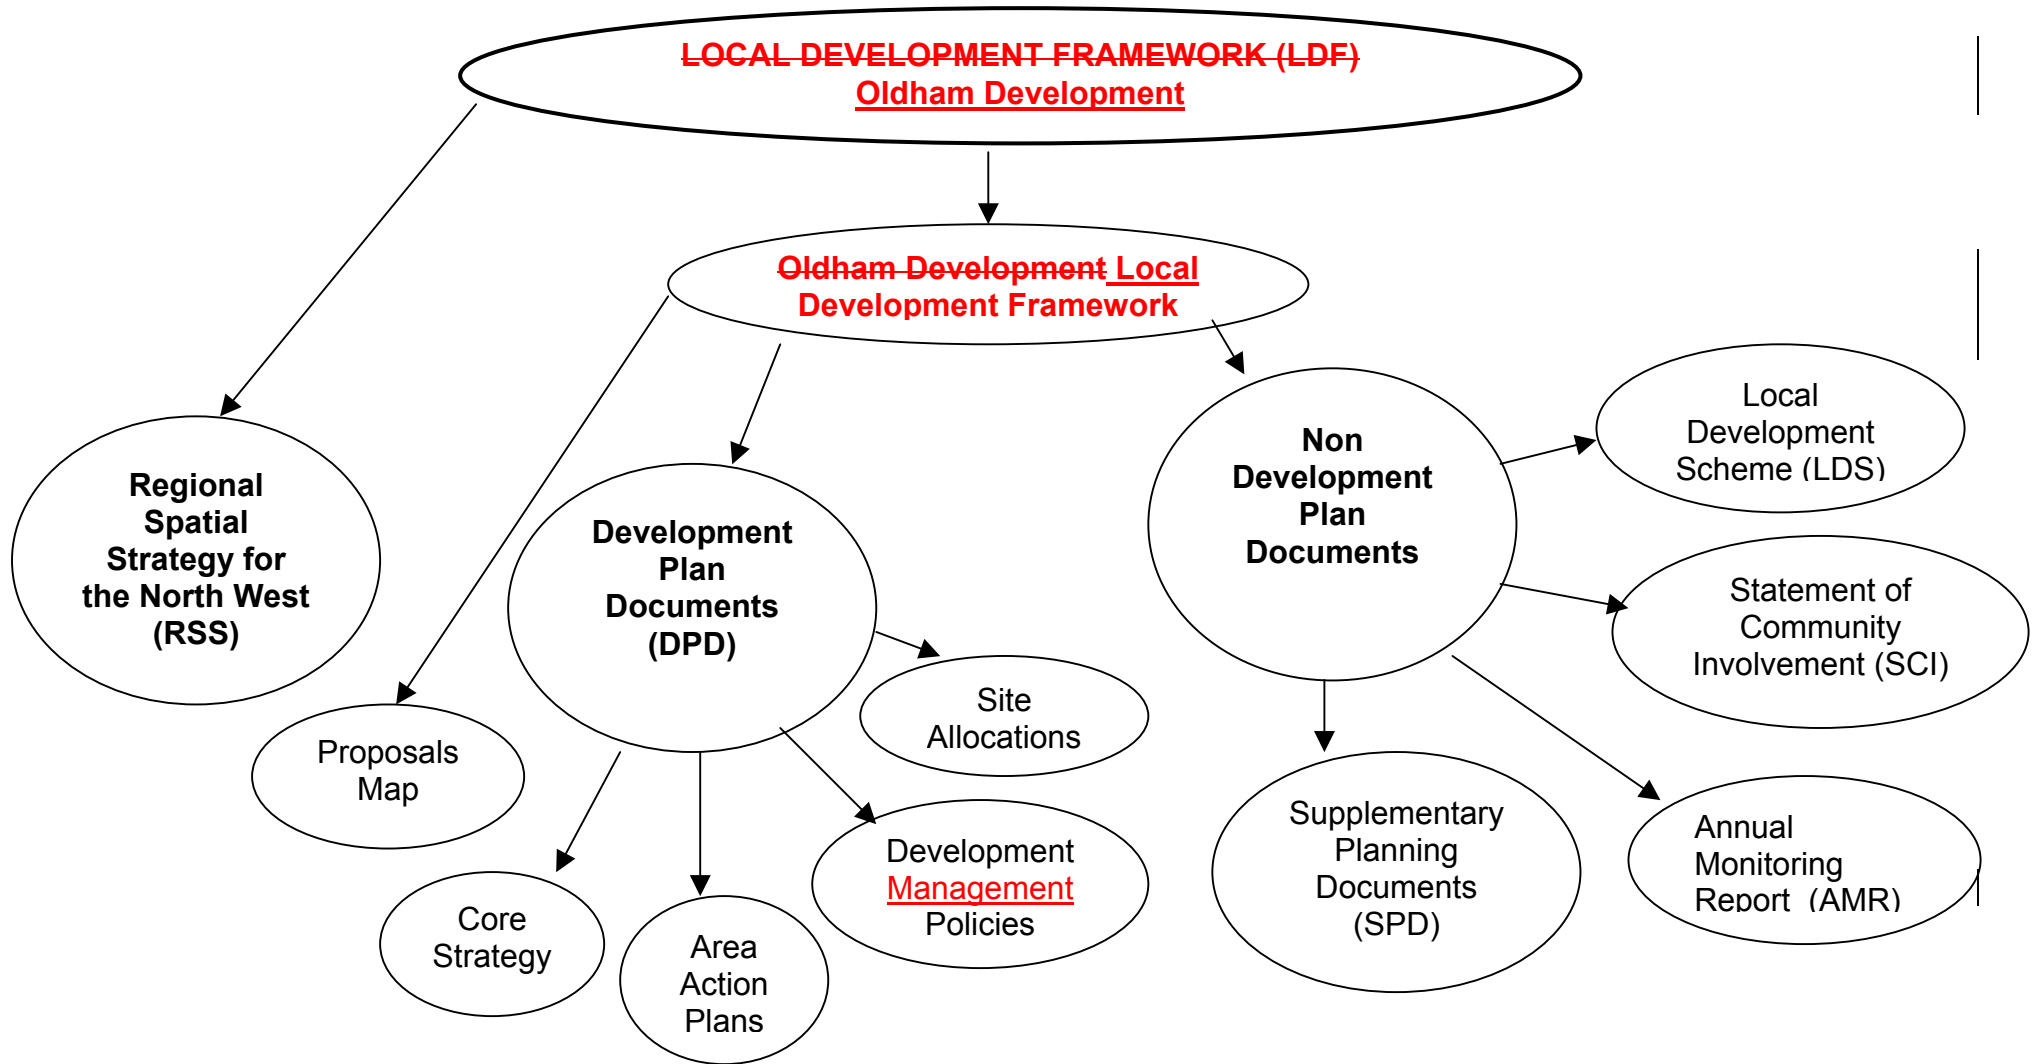 LOCAL DEVELOPMENT FRAMEWORK (LDF)
Oldham Development
Oldham Development Local
Development Framework
Regional
Spatial
Strategy for
the North West
(RSS)
Development
Plan
Documents
(DPD)
Non
Development
Plan
Documents
Local
Development
Scheme (LDS)
Statement of
Community
Involvement (SCI)
Site
Allocations
Proposals
Map
Core
Strategy
Area
Action
Plans
Development
Management
Policies
Supplementary
Planning
Documents
(SPD)
Annual
Monitoring
Report (AMR)